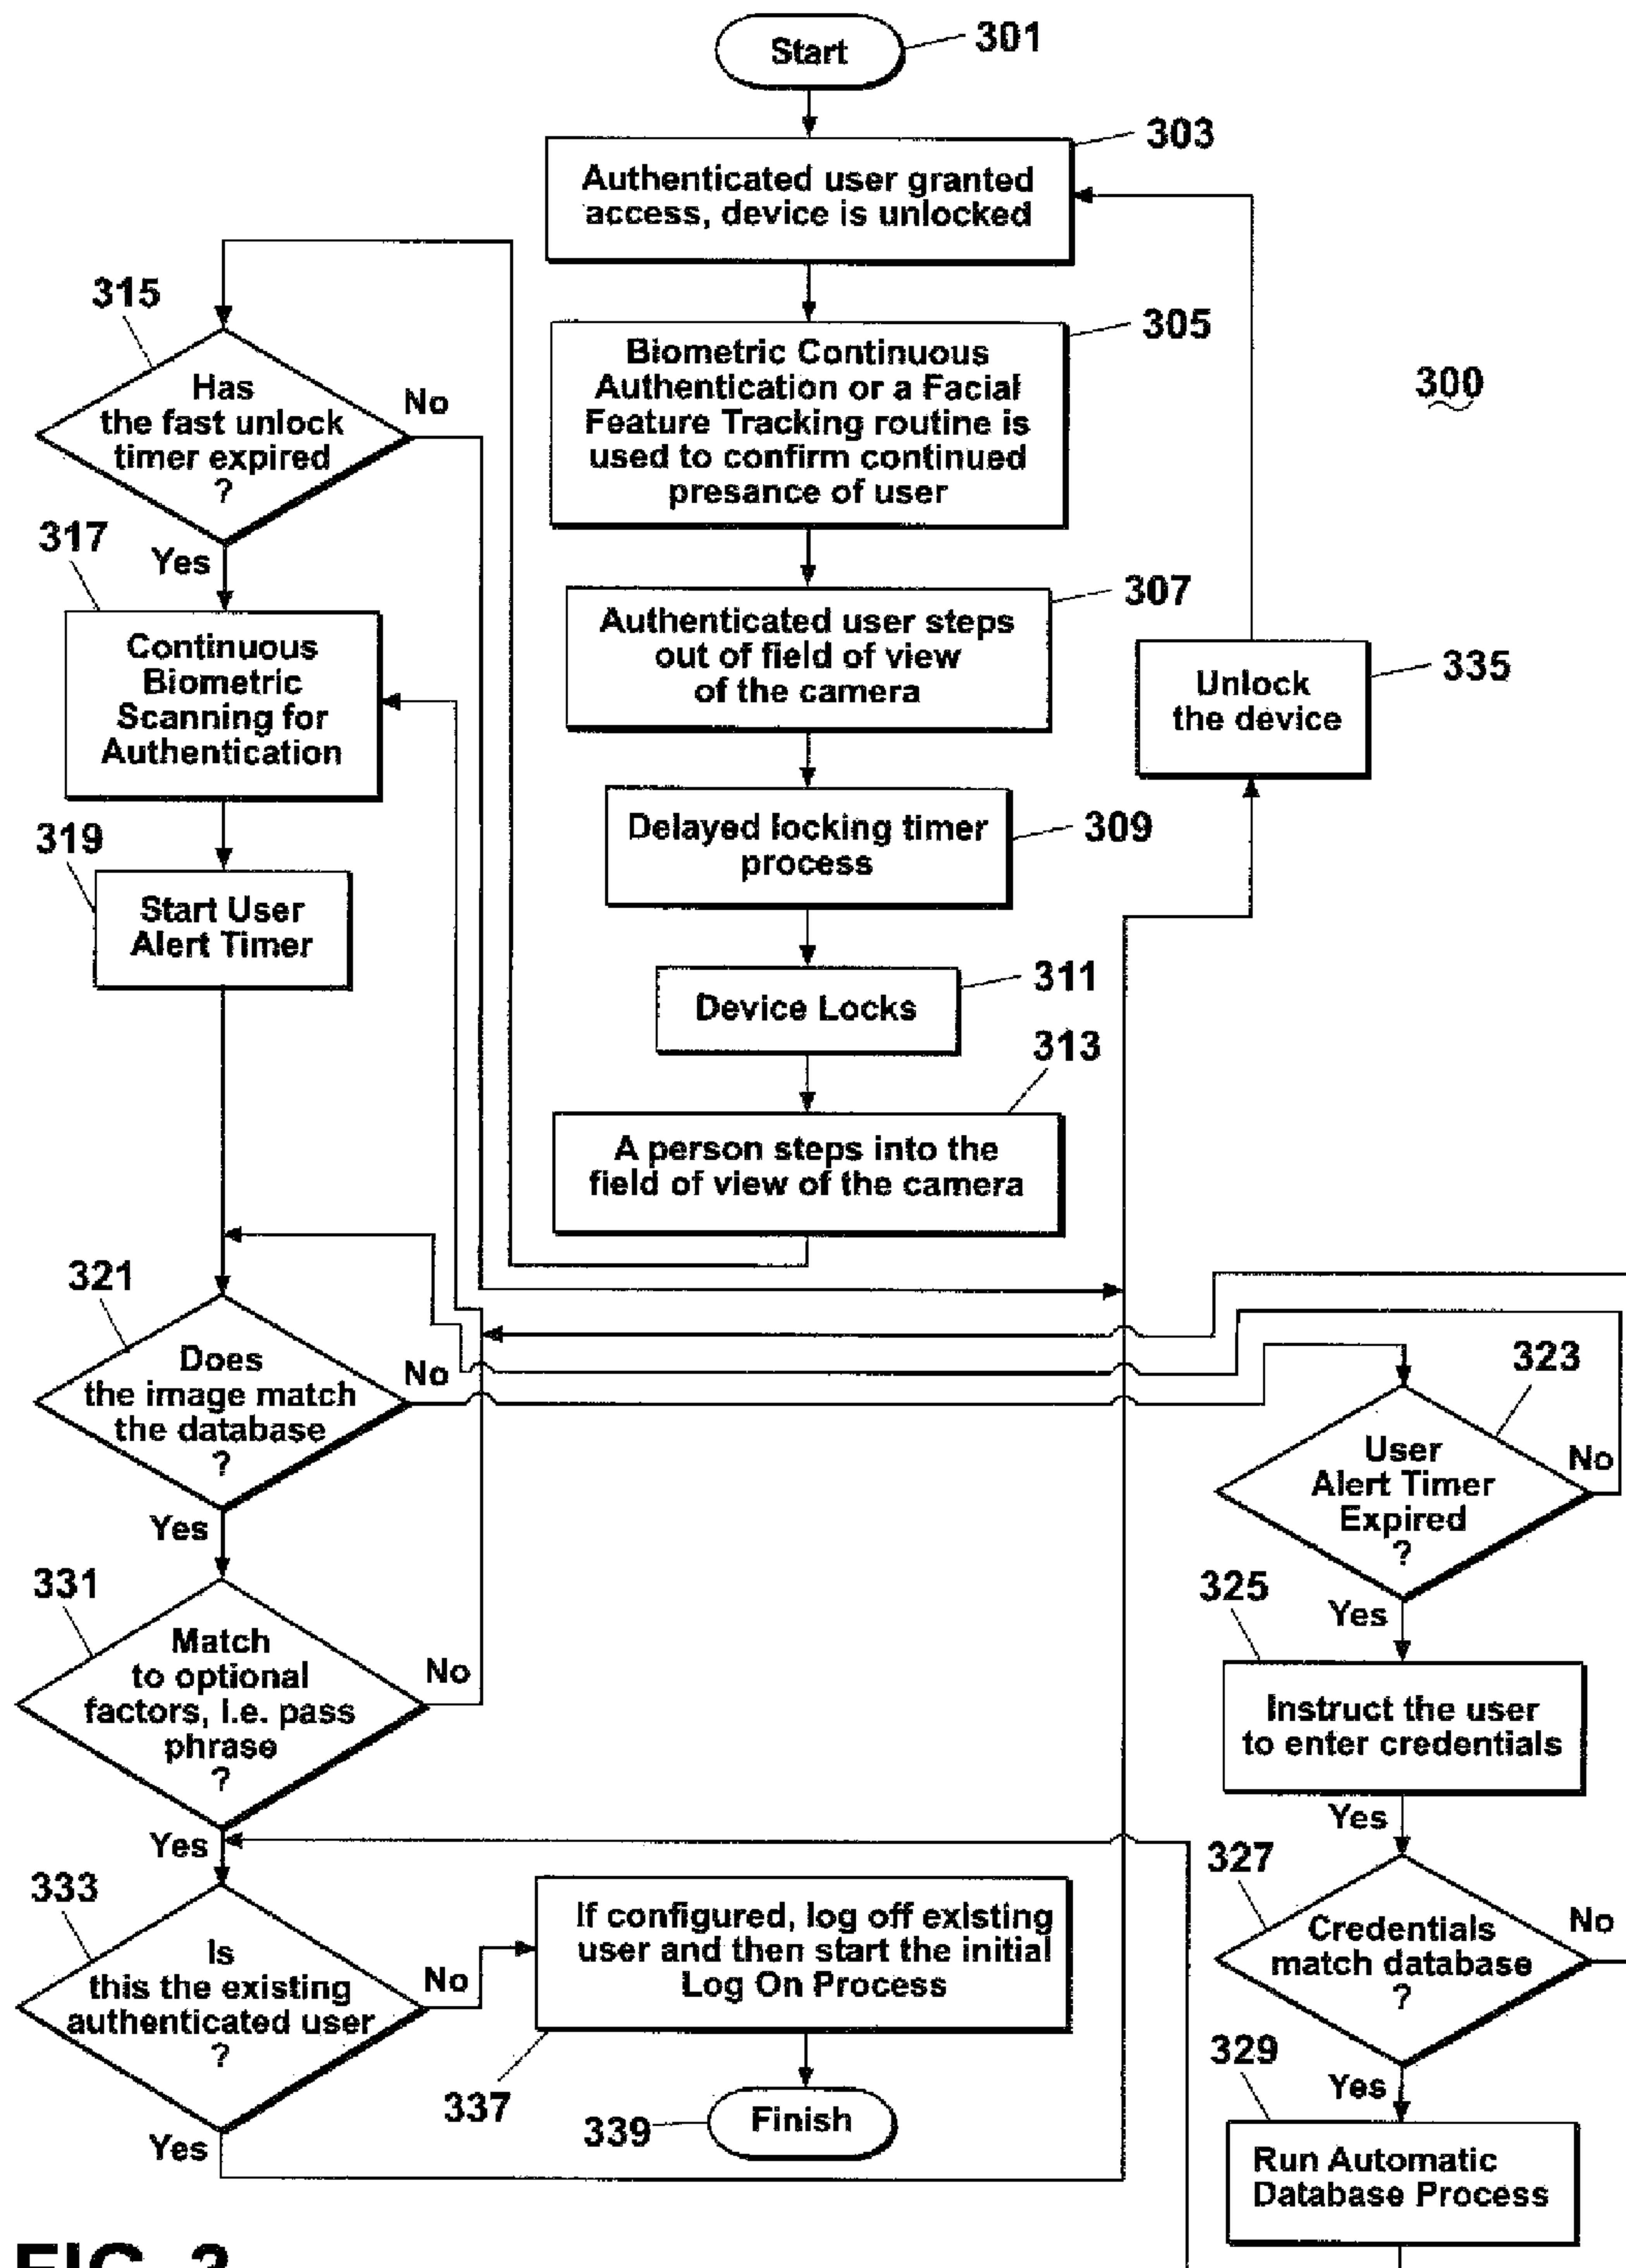 Start
301
303
Authenticated user granted
access, device is unlocked
315
Has
the fast unlock
timer expired
?
No
Yes
305
Biometric Continuous
Authentication or a Facial
Feature Tracking routine is
used to confirm continued
presance of user
300
317
Continuous
Biometric
Scanning for
Authentication
307
Authenticated user steps
out of field of view
of the camera
335
Unlock
the device
319
Start User
Alert Timer
309
Delayed locking timer
process
311
Device Locks
313
A person steps into the
field of view of the camera
321
Does
the image match
the database
?
No
Yes
323
User
Alert Timer
Expired
?
No
Yes
325
Instruct the user
to enter credentials
Yes
331
Match
to optional
factors, I.e. pass
phrase
?
No
Yes
327
Credentials
match database
?
No
Yes
333
Is
this the existing
authenticated user
?
No
Yes
If configured, log off existing
user and then start the initial
Log On Process
337
339
Finish
329
Run Automatic
Database Process